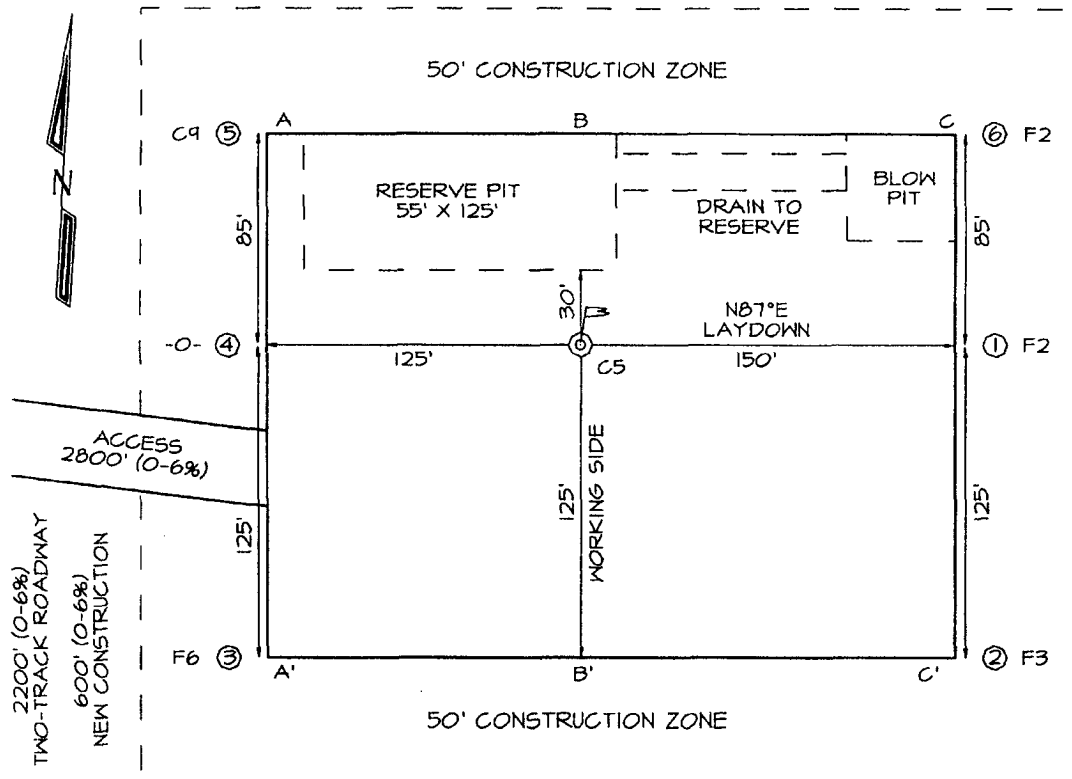 50' CONSTRUCTION ZONE
N
C9 ⑤
A
B
C
⑥ F2
RESERVE PIT
55' X 125'
DRAIN TO
RESERVE
BLOW
PIT
85'
85'
30'
N87°E
LAYDOWN
-0- ④
125'
150'
① F2
C5
ACCESS
2800' (0-6%)
125'
125'
WORKING SIDE
125'
2200' (0-6%)
TWO-TRACK ROADWAY
600' (0-6%)
NEW CONSTRUCTION
F6 ③
A'
B'
C'
② F3
50' CONSTRUCTION ZONE